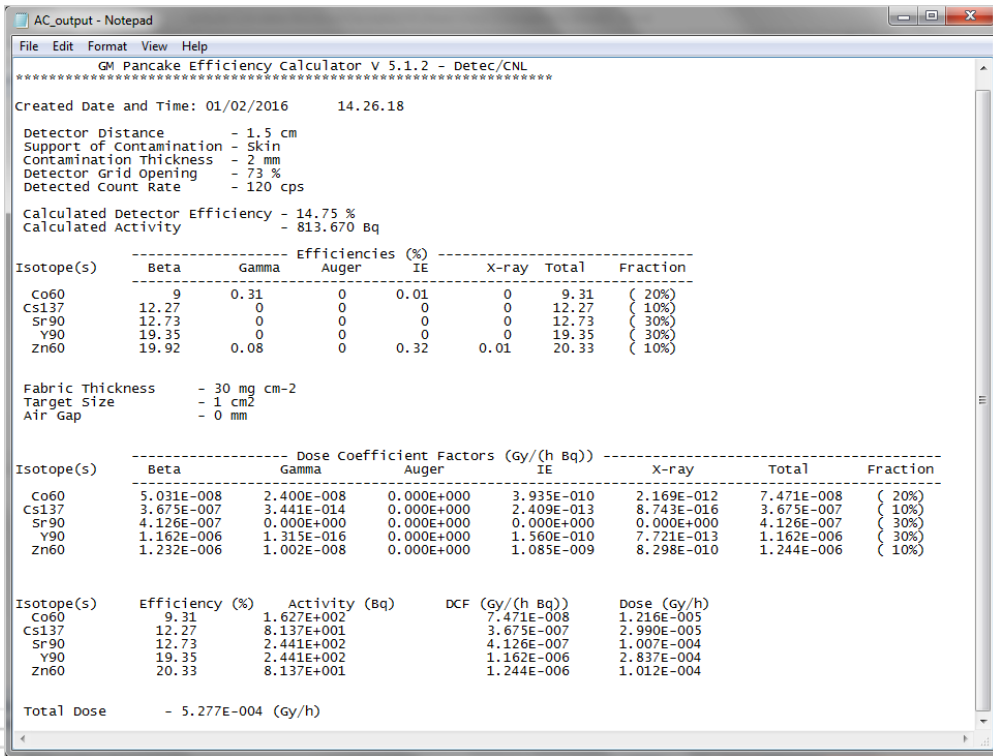 AC_output - Notepad
File Edit Format View Help
GM Pancake Efficiency Calculator V 5.1.2 - Detec/CNL
*****************************************************************
Created Date and Time: 01/02/2016 14.26.18
Detector Distance - 1.5 cm
Support of Contamination - Skin
Contamination Thickness - 2 mm
Detector Grid Opening - 73 %
Detected Count Rate - 120 cps
Calculated Detector Efficiency - 14.75 %
Calculated Activity - 813.670 Bq
------------------- Efficiencies (%) -------------------------------
Isotope(s) Beta Gamma Auger IE X-ray Total Fraction
--------------------------------------------------------------------
Co60 9 0.31 0 0.01 0 9.31 ( 20%)
Cs137 12.27 0 0 0 0 12.27 ( 10%)
Sr90 12.73 0 0 0 0 12.73 ( 30%)
Y90 19.35 0 0 0 0 19.35 ( 30%)
Zn60 19.92 0.08 0 0.32 0.01 20.33 ( 10%)
Fabric Thickness - 30 mg cm-2
Target Size - 1 cm2
Air Gap - 0 mm
------------------- Dose Coefficient Factors (Gy/(h Bq)) -----------------------------------------
Isotope(s) Beta Gamma Auger IE X-ray Total Fraction
--------------------------------------------------------------------------------------------------
Co60 5.031E-008 2.400E-008 0.000E+000 3.935E-010 2.169E-012 7.471E-008 ( 20%)
Cs137 3.675E-007 3.441E-014 0.000E+000 2.409E-013 8.743E-016 3.675E-007 ( 10%)
Sr90 4.126E-007 0.000E+000 0.000E+000 0.000E+000 0.000E+000 4.126E-007 ( 30%)
Y90 1.162E-006 1.315E-016 0.000E+000 1.560E-010 7.721E-013 1.162E-006 ( 30%)
Zn60 1.232E-006 1.002E-008 0.000E+000 1.085E-009 8.298E-010 1.244E-006 ( 10%)
Isotope(s) Efficiency (%) Activity (Bq) DCF (Gy/(h Bq)) Dose (Gy/h)
Co60 9.31 1.627E+002 7.471E-008 1.216E-005
Cs137 12.27 8.137E+001 3.675E-007 2.990E-005
Sr90 12.73 2.441E+002 4.126E-007 1.007E-004
Y90 19.35 2.441E+002 1.162E-006 2.837E-004
Zn60 20.33 8.137E+001 1.244E-006 1.012E-004
Total Dose - 5.277E-004 (Gy/h)